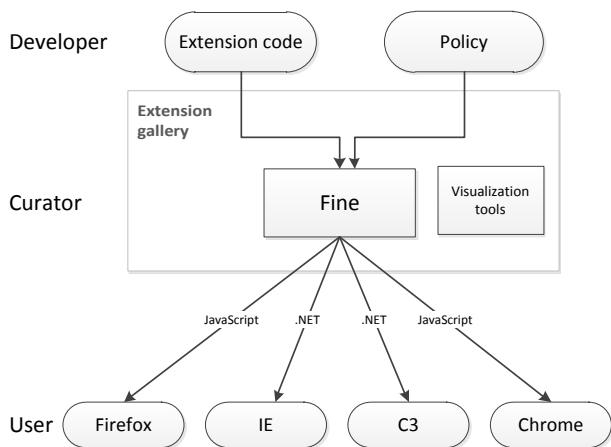 Developer
Extension code
Policy
Extension
gallery
Curator
Fine
Visualization
tools
JavaScript
.NET
.NET
JavaScript
User
Firefox
IE
C3
Chrome